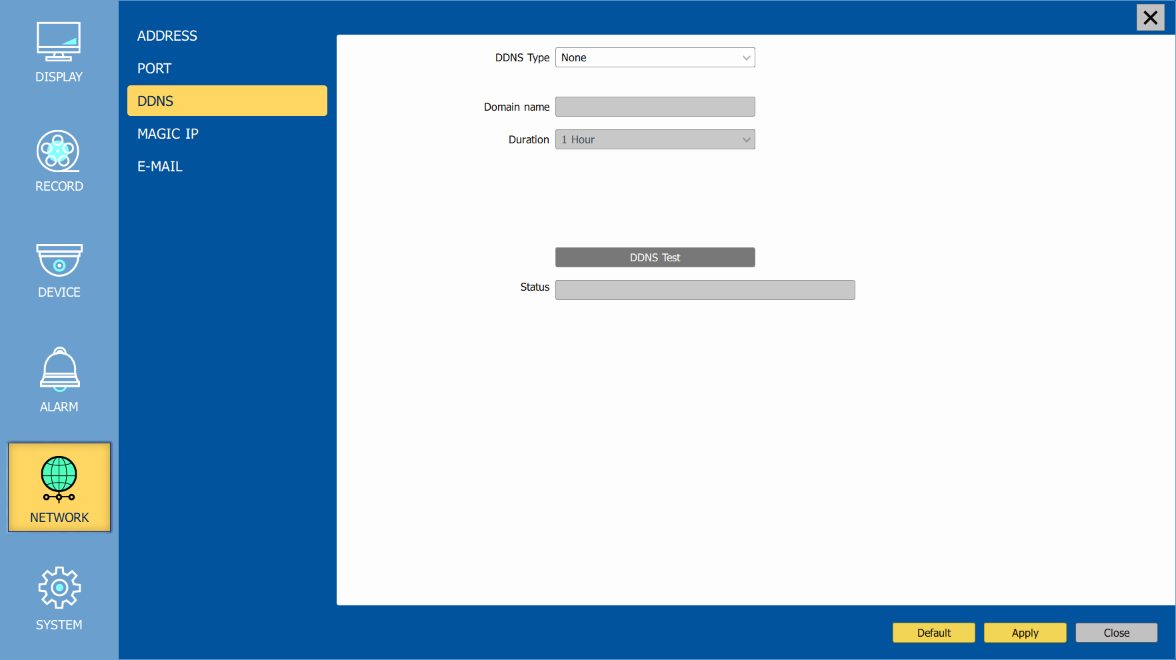 DISPLAY
RECORD
DEVICE
ALARM
NETWORK
SYSTEM
ADDRESS
PORT
DDNS
MAGIC IP
E-MAIL
DDNS Type None
Domain name
Duration 1 Hour
DDNS Test
Status
Default Apply Close